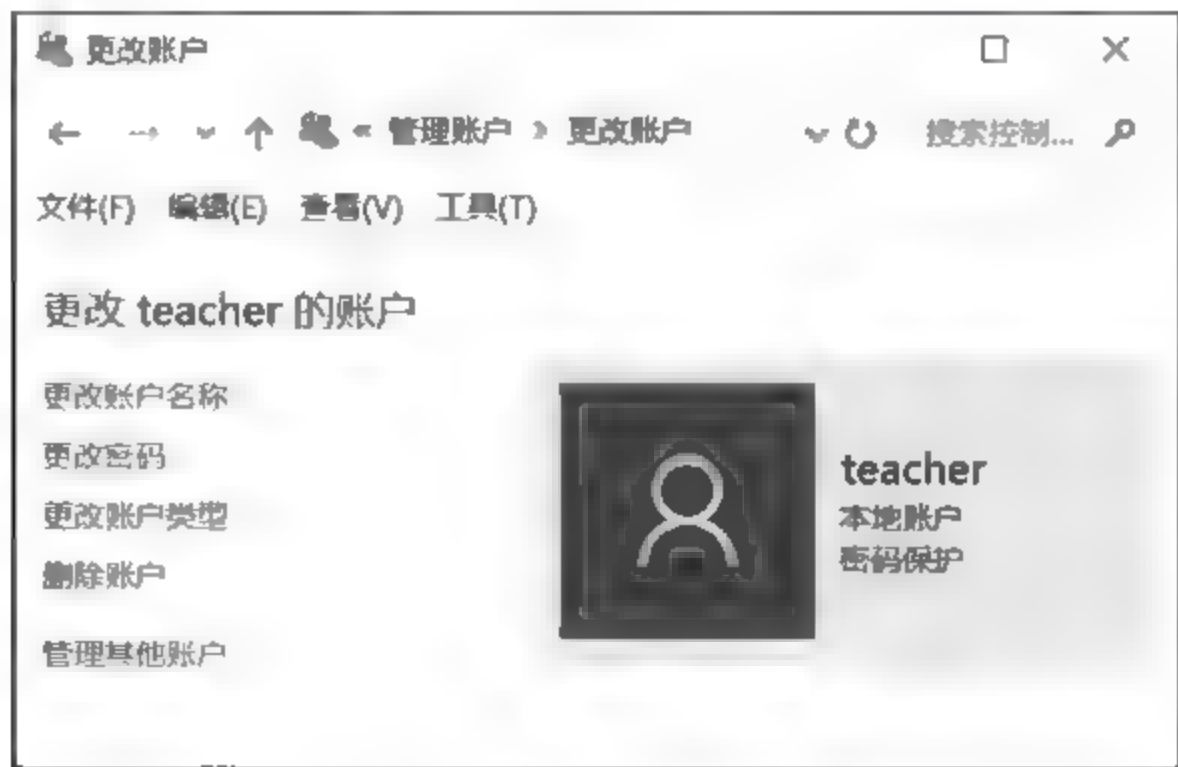 更改账户
« 管理账户 › 更改账户 搜索控制...
文件(F) 编辑(E) 查看(V) 工具(T)
更改 teacher 的账户
更改账户名称
更改密码
更改账户类型
删除账户
管理其他账户
teacher
本地账户
密码保护